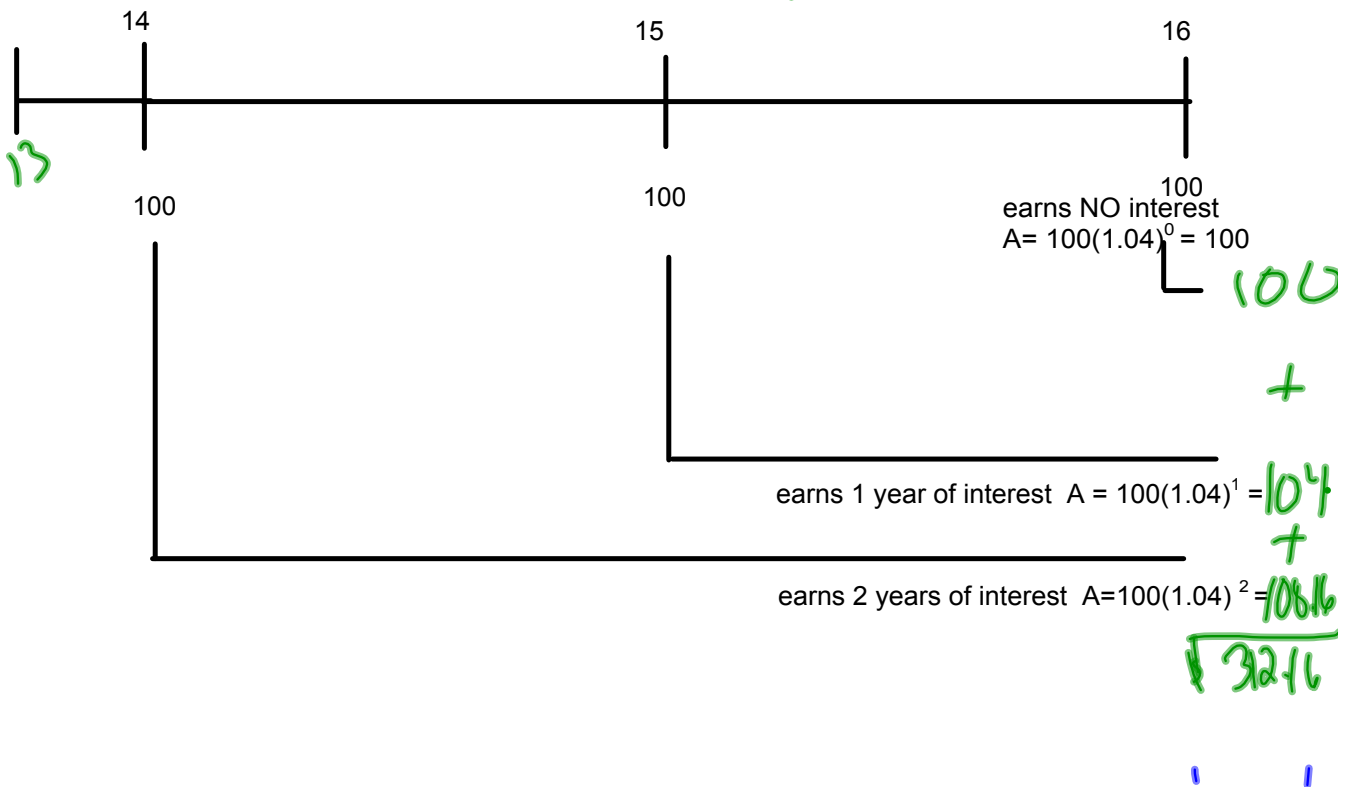 14 15 16
13
100 100 100
earns NO interest
A= 100(1.04)⁰ = 100
100
+
earns 1 year of interest A = 100(1.04)¹ = 104
+
earns 2 years of interest A=100(1.04) ² = 108.16
312.16